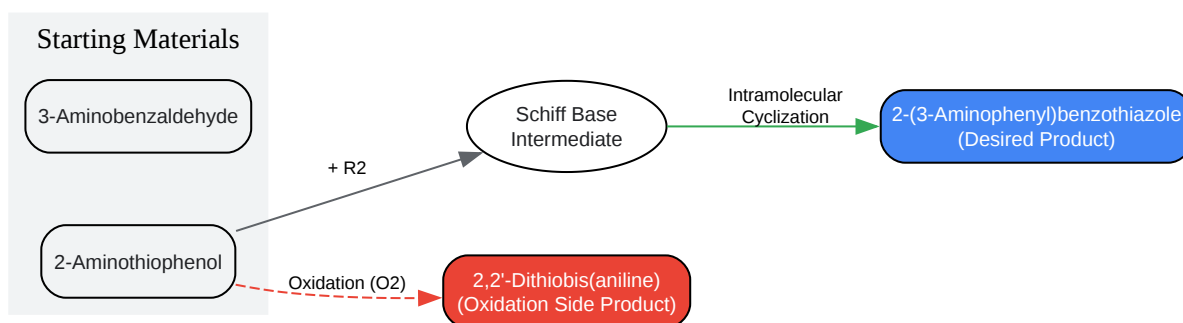 Starting Materials
3-Aminobenzaldehyde
2-Aminothiophenol
+ R2
Oxidation (O2)
Schiff Base
Intermediate
2,2'-Dithiobis(aniline)
(Oxidation Side Product)
Intramolecular
Cyclization
2-(3-Aminophenyl)benzothiazole
(Desired Product)